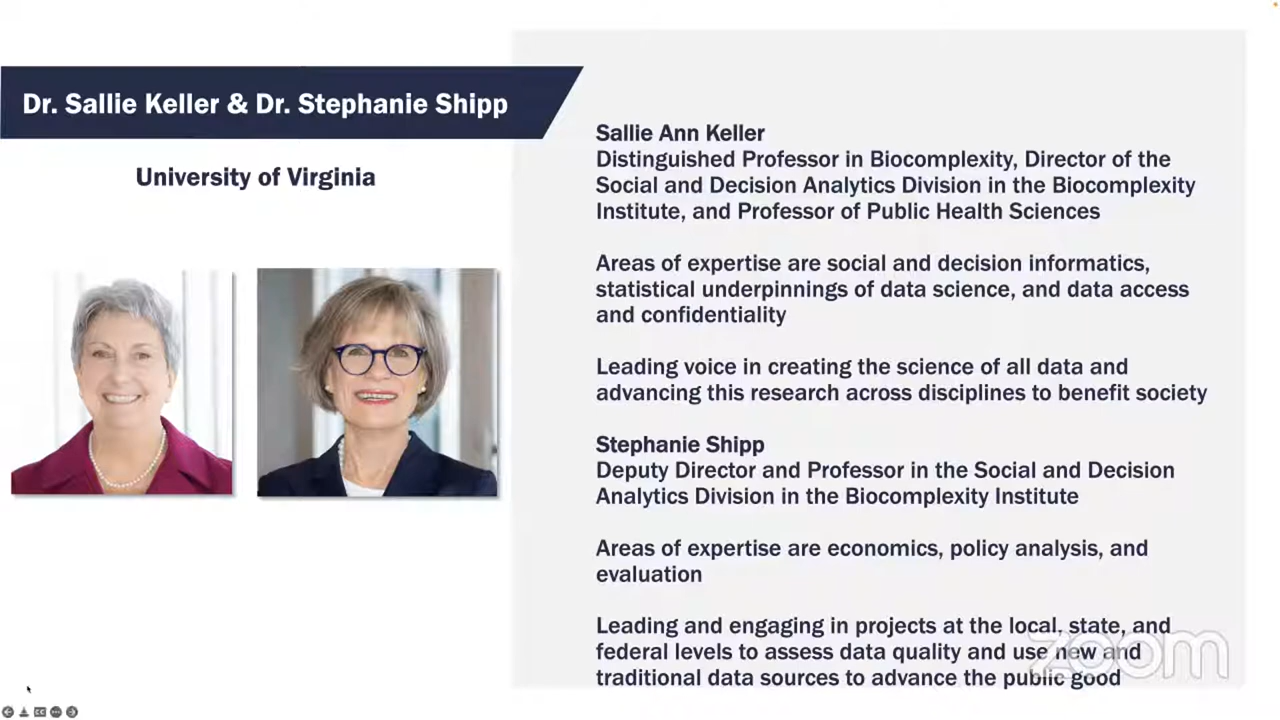 Dr. Sallie Keller & Dr. Stephanie Shipp
University of Virginia
Sallie Ann Keller
Distinguished Professor in Biocomplexity, Director of the
Social and Decision Analytics Division in the Biocomplexity
Institute, and Professor of Public Health Sciences
Areas of expertise are social and decision informatics,
statistical underpinnings of data science, and data access
and confidentiality
Leading voice in creating the science of all data and
advancing this research across disciplines to benefit society
Stephanie Shipp
Deputy Director and Professor in the Social and Decision
Analytics Division in the Biocomplexity Institute
Areas of expertise are economics, policy analysis, and
evaluation
Leading and engaging in projects at the local, state, and
federal levels to assess data quality and use new and
traditional data sources to advance the public good
zoom